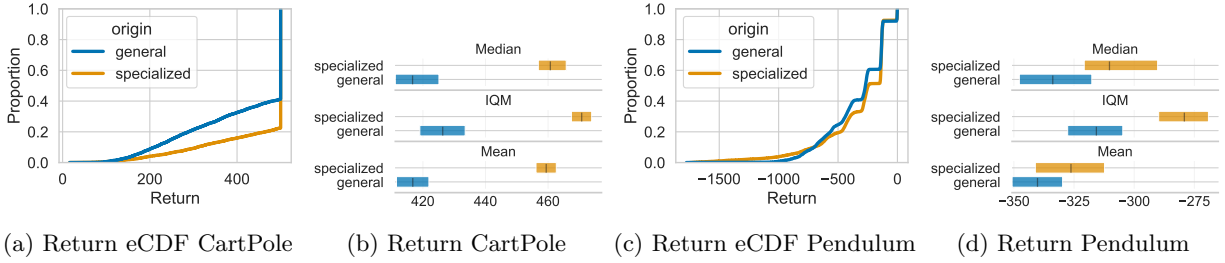 1.0
0.8
0.6
0.4
0.2
0.0
Proportion
origin
general
specialized
0 200 400
Return
(a) Return eCDF CartPole
Median
specialized
general
IQM
specialized
general
Mean
specialized
general
420 440 460
(b) Return CartPole
1.0
0.8
0.6
0.4
0.2
0.0
Proportion
origin
general
specialized
−1500 −1000 −500 0
Return
(c) Return eCDF Pendulum
Median
specialized
general
IQM
specialized
general
Mean
specialized
general
−350 −325 −300 −275
(d) Return Pendulum